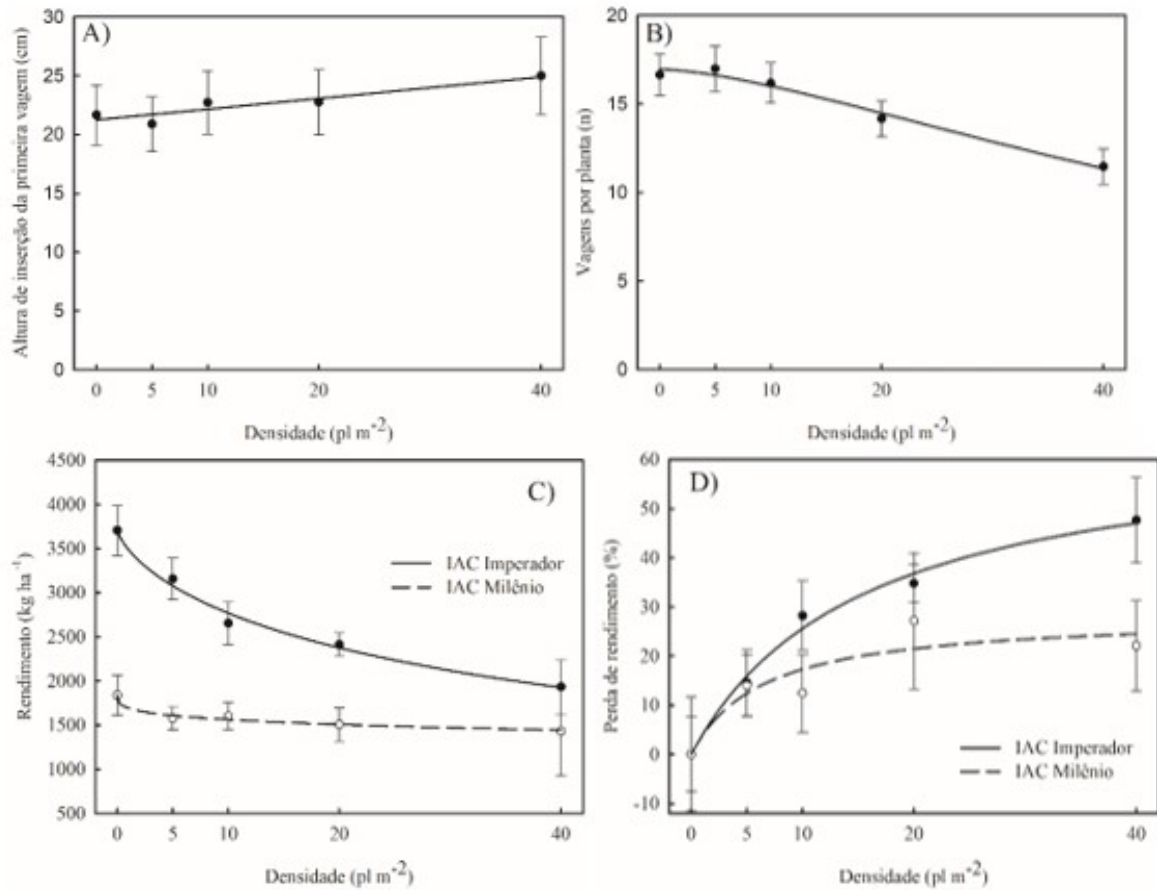 A)
Altura de inserção da primeira vagem (cm)
30
25
20
15
10
5
0
0 5 10 20 40
Densidade (pl m⁻²)
B)
Vagens por planta (n)
20
15
10
5
0
0 5 10 20 40
Densidade (pl m⁻²)
C)
Rendimento (kg ha⁻¹)
4500
4000
3500
3000
2500
2000
1500
1000
500
IAC Imperador
IAC Milênio
0 5 10 20 40
Densidade (pl m⁻²)
D)
Perda de rendimento (%)
60
50
40
30
20
10
0
-10
IAC Imperador
IAC Milênio
0 5 10 20 40
Densidade (pl m⁻²)